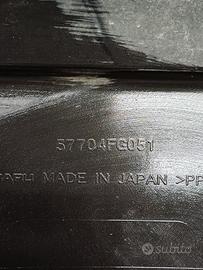 57704FG051
MADE IN JAPAN >PP
subito